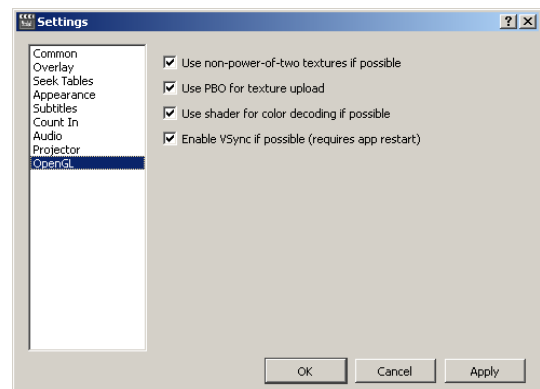 Settings
Common
Overlay
Seek Tables
Appearance
Subtitles
Count In
Audio
Projector
OpenGL
Use non-power-of-two textures if possible
Use PBO for texture upload
Use shader for color decoding if possible
Enable VSync if possible (requires app restart)
OK
Cancel
Apply